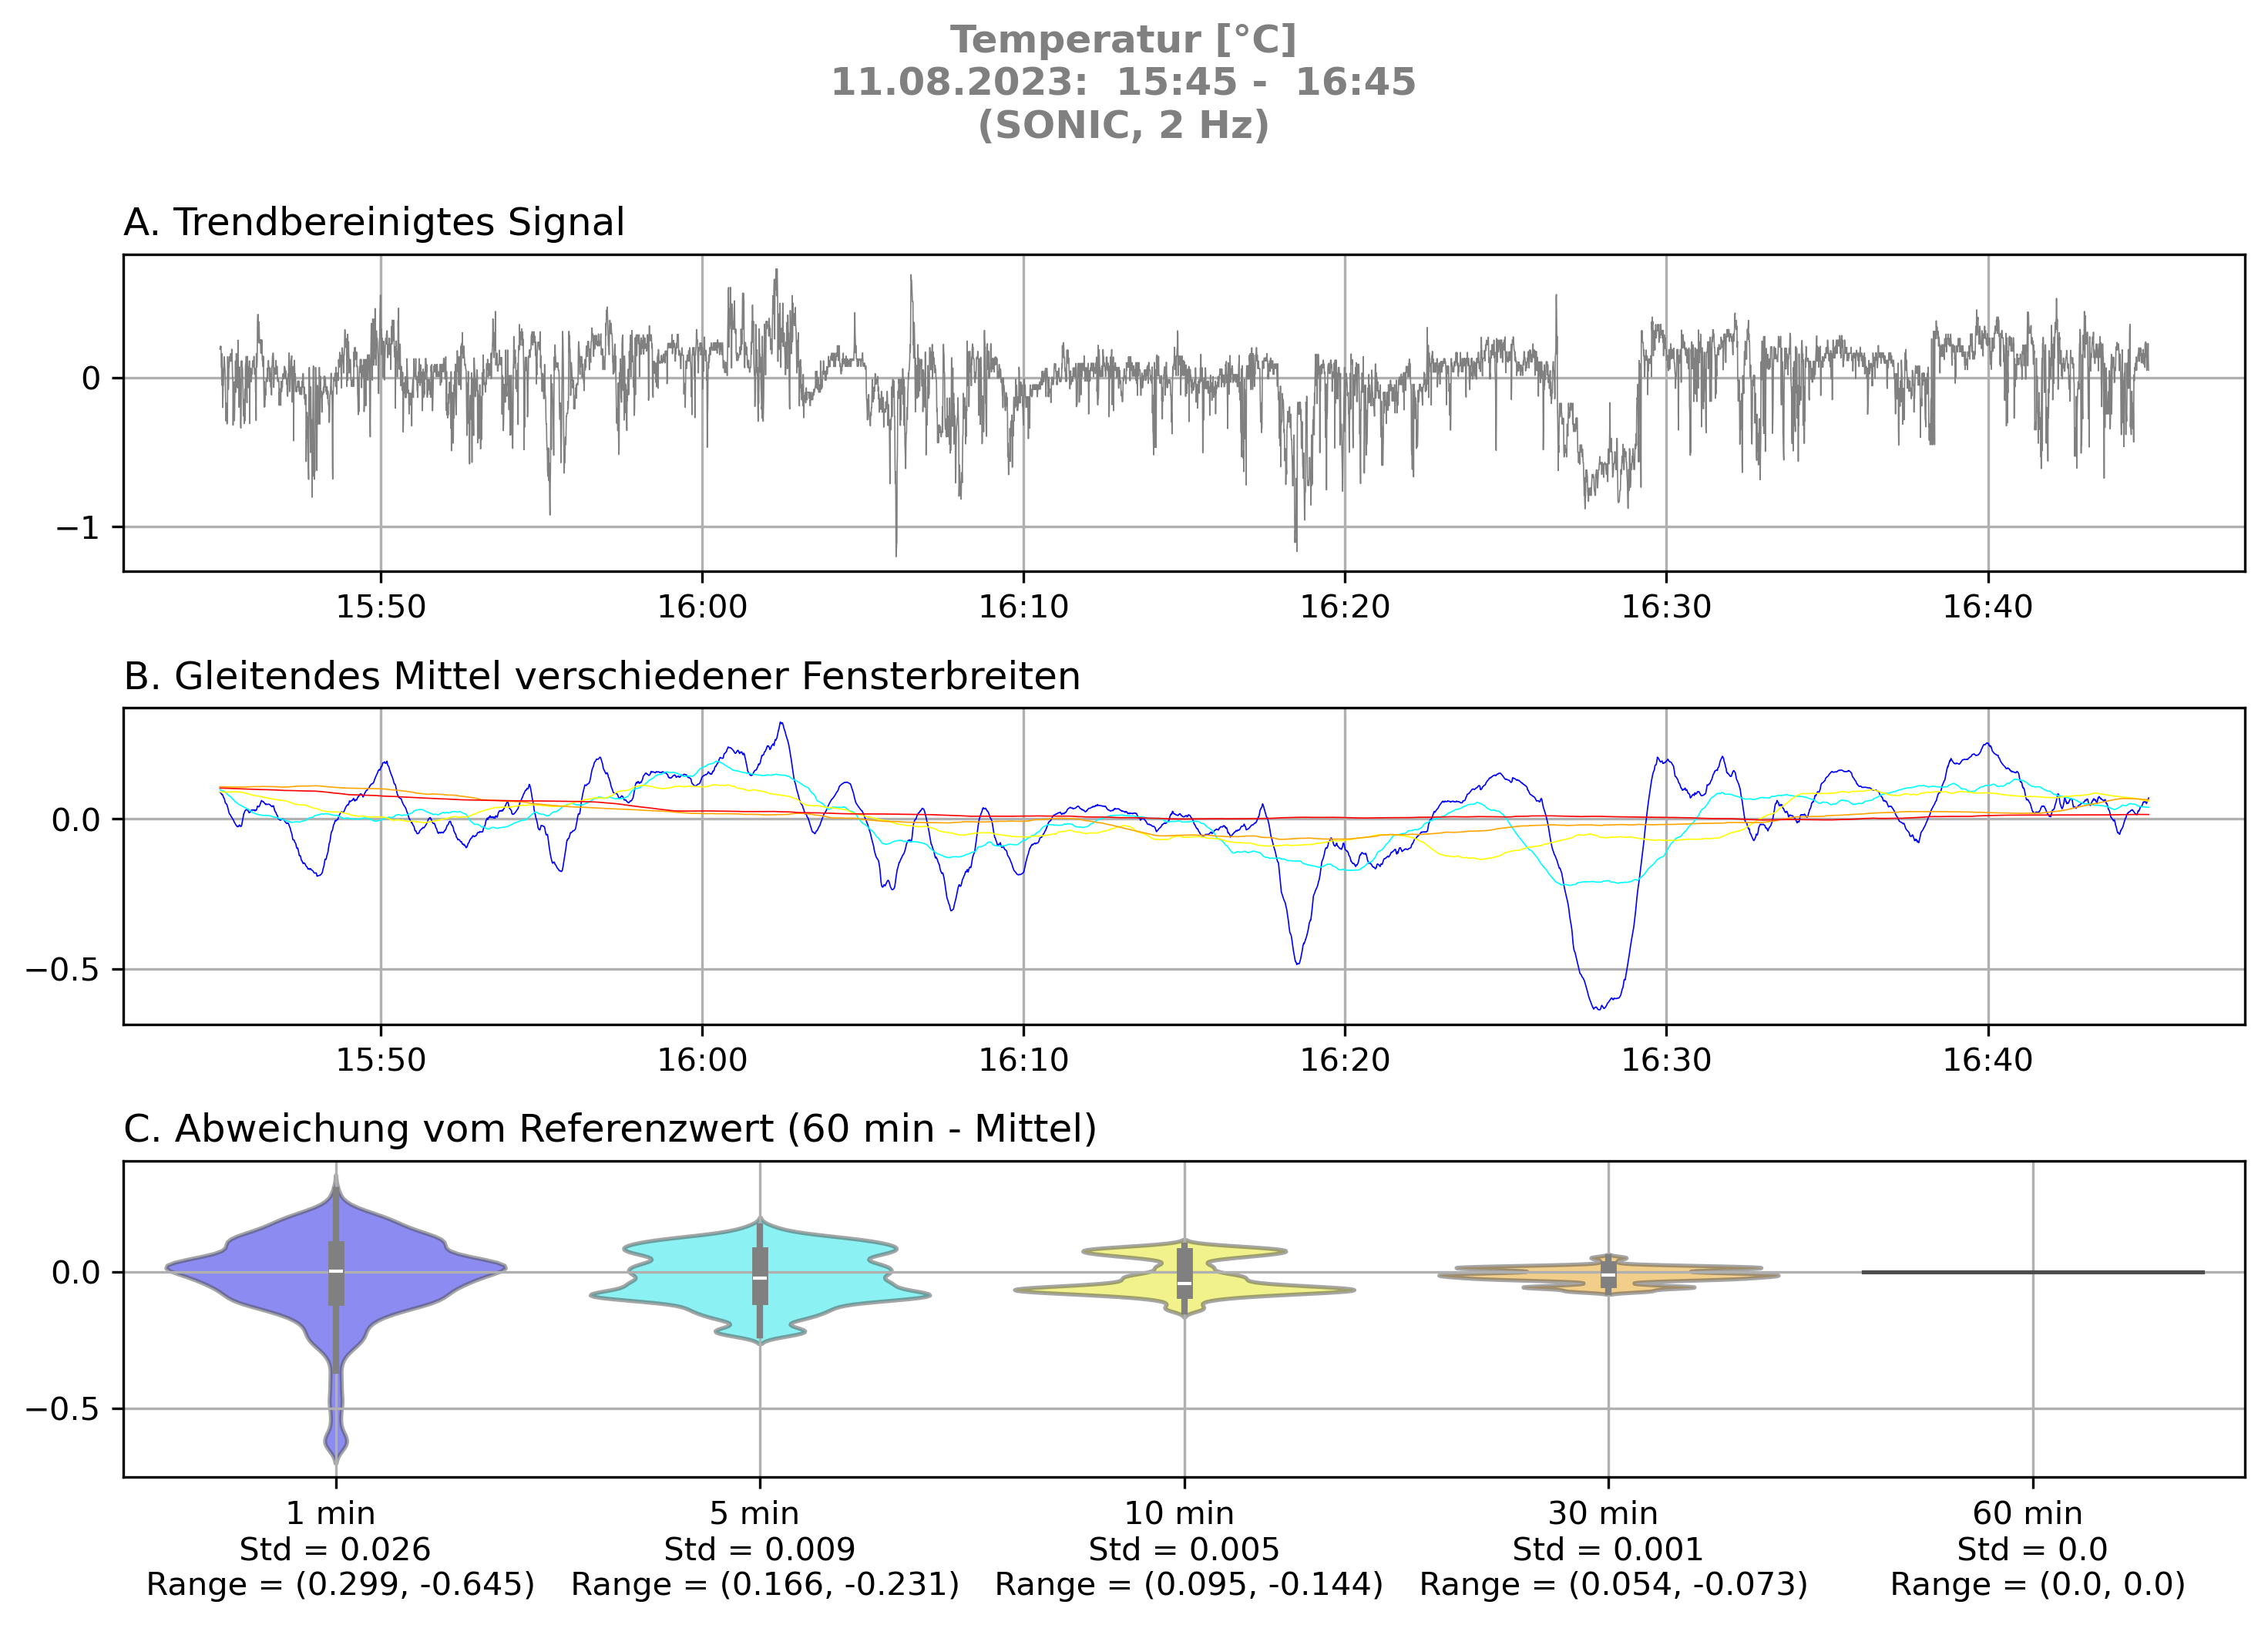 Temperatur [°C]
11.08.2023:  15:45 -  16:45
(SONIC, 2 Hz)
A. Trendbereinigtes Signal
0
−1
15:50 16:00 16:10 16:20 16:30 16:40
B. Gleitendes Mittel verschiedener Fensterbreiten
0.0
−0.5
15:50 16:00 16:10 16:20 16:30 16:40
C. Abweichung vom Referenzwert (60 min - Mittel)
0.0
−0.5
1 min 5 min 10 min 30 min 60 min
Std = 0.026 Std = 0.009 Std = 0.005 Std = 0.001 Std = 0.0
Range = (0.299, -0.645) Range = (0.166, -0.231) Range = (0.095, -0.144) Range = (0.054, -0.073) Range = (0.0, 0.0)